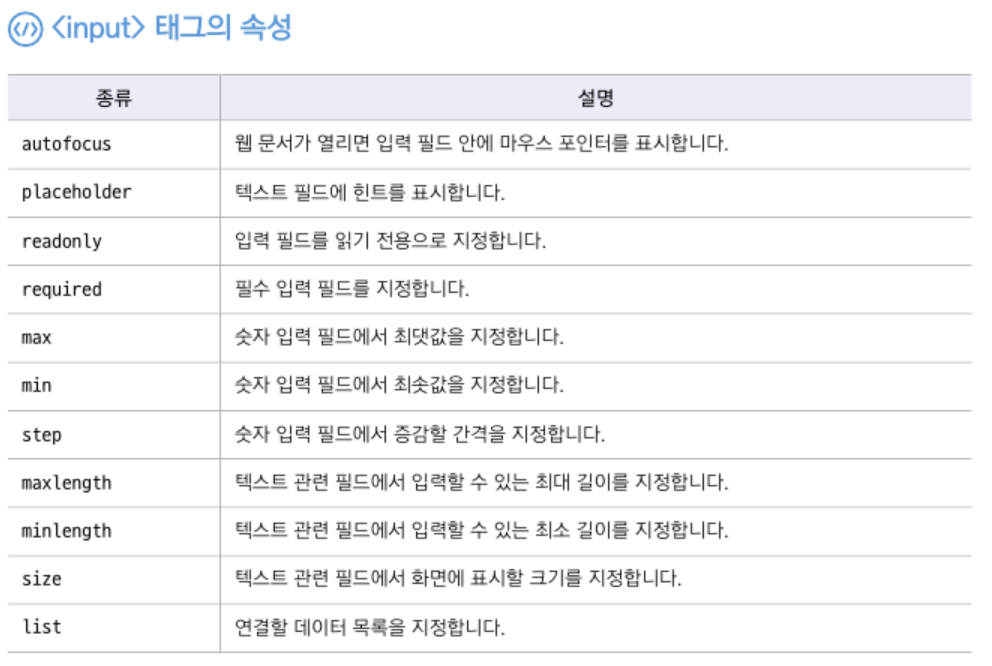 </> <input> 태그의 속성
종류 설명
autofocus 웹 문서가 열리면 입력 필드 안에 마우스 포인터를 표시합니다.
placeholder 텍스트 필드에 힌트를 표시합니다.
readonly 입력 필드를 읽기 전용으로 지정합니다.
required 필수 입력 필드를 지정합니다.
max 숫자 입력 필드에서 최댓값을 지정합니다.
min 숫자 입력 필드에서 최솟값을 지정합니다.
step 숫자 입력 필드에서 증감할 간격을 지정합니다.
maxlength 텍스트 관련 필드에서 입력할 수 있는 최대 길이를 지정합니다.
minlength 텍스트 관련 필드에서 입력할 수 있는 최소 길이를 지정합니다.
size 텍스트 관련 필드에서 화면에 표시할 크기를 지정합니다.
list 연결할 데이터 목록을 지정합니다.